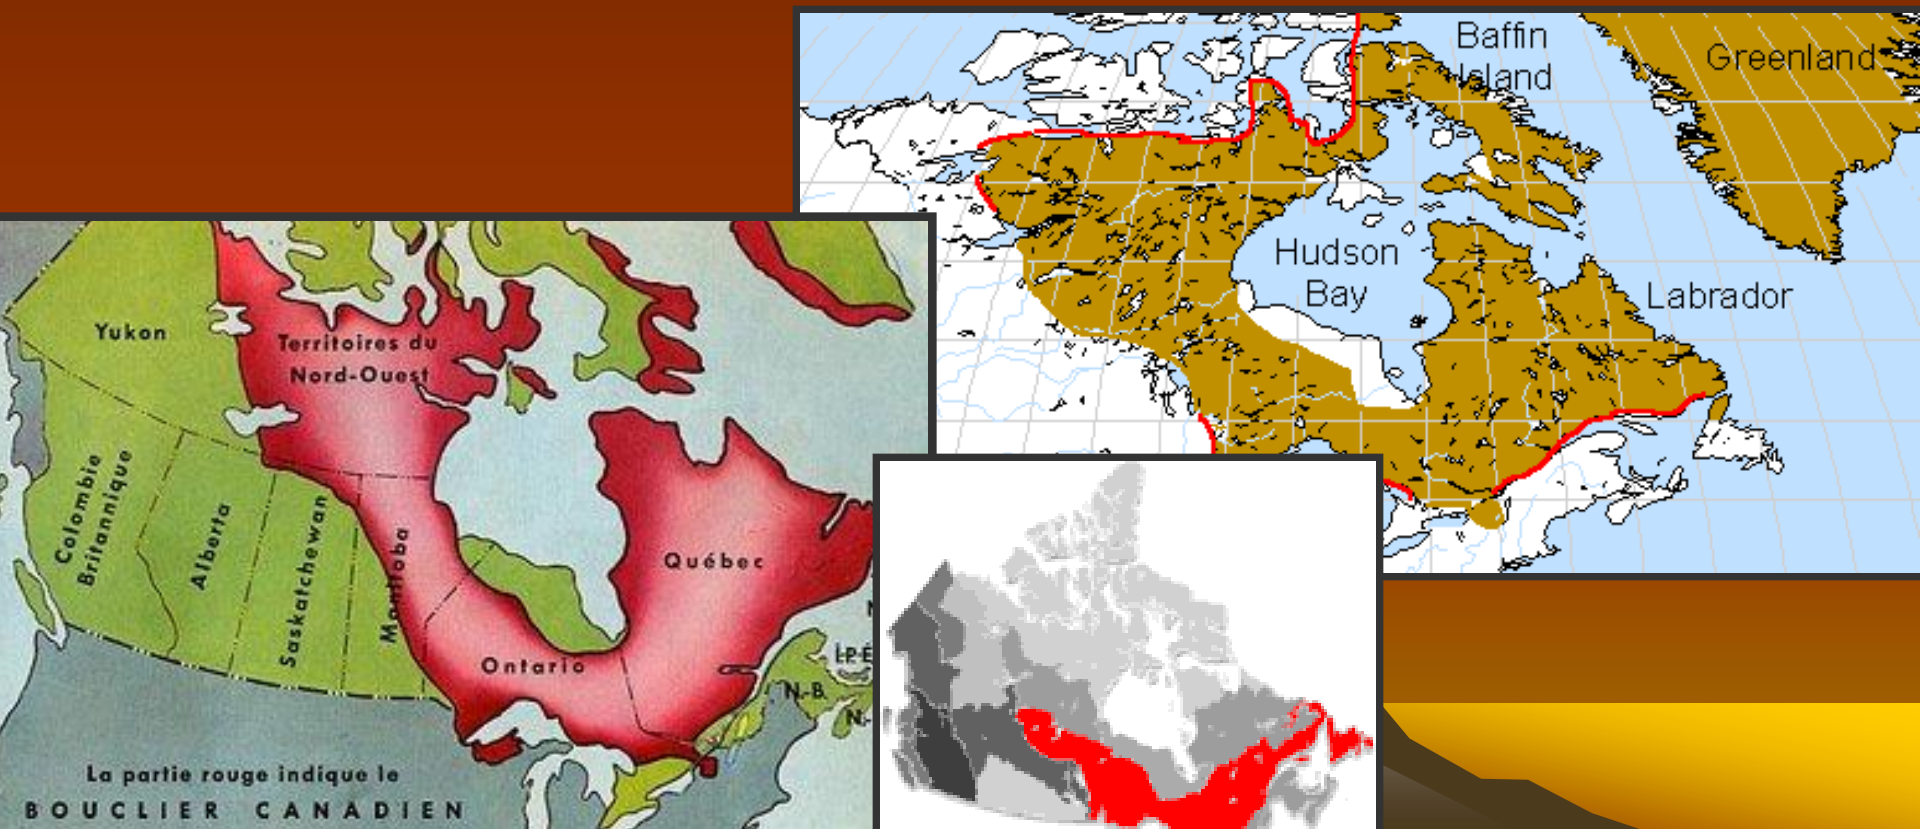 Baffin
Island
Greenland
Hudson
Bay
Labrador
Yukon
Territoires du
Nord-Ouest
Colombie
Britannique
Alberta
Saskatchewan
Manitoba
Ontario
Québec
N.-B.
La partie rouge indique le
BOUCLIER CANADIEN